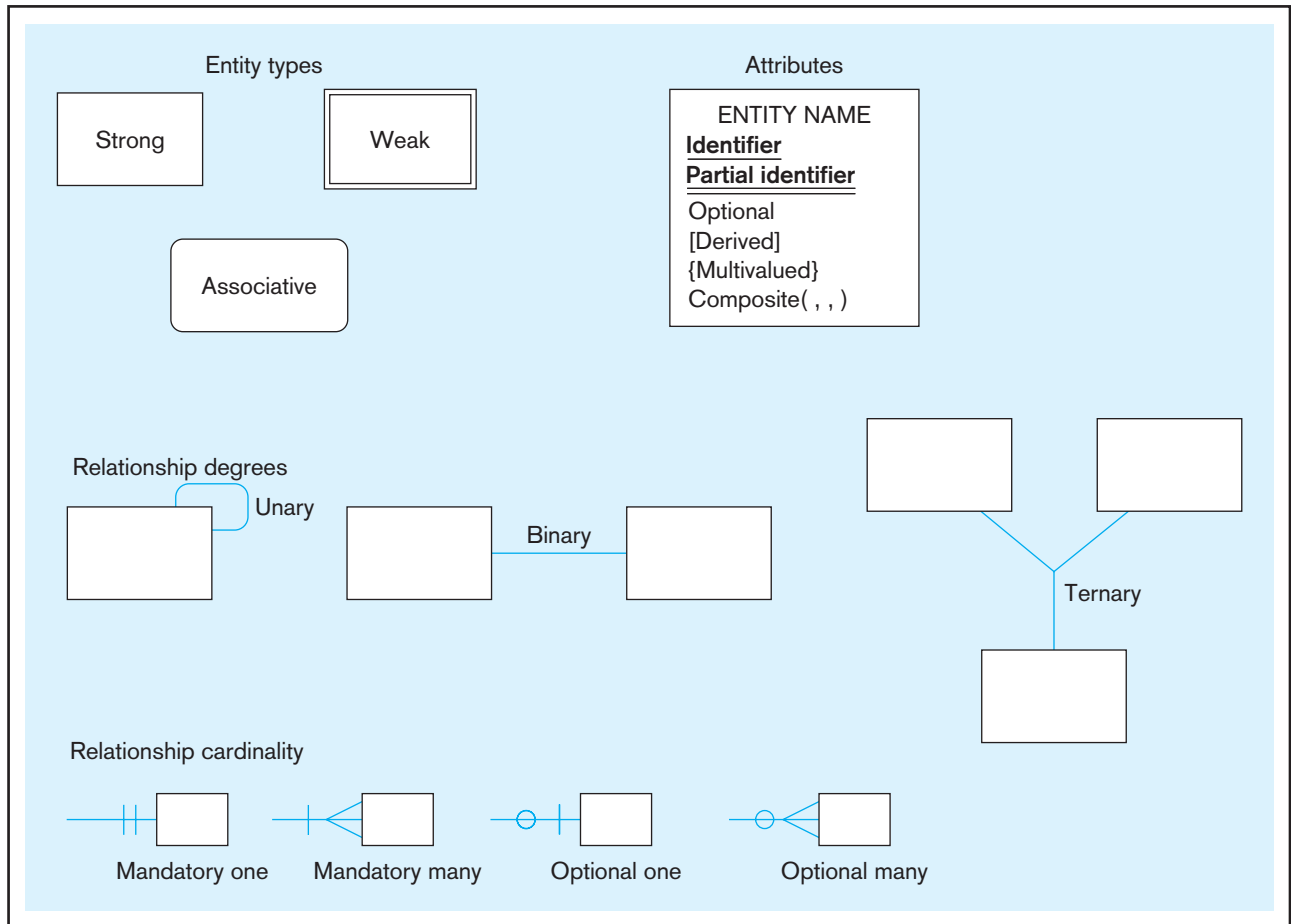 Entity types
Strong
Weak
Associative
Attributes
ENTITY NAME
Identifier
Partial identifier
Optional
[Derived]
{Multivalued}
Composite( , , )
Relationship degrees
Unary
Binary
Ternary
Relationship cardinality
Mandatory one
Mandatory many
Optional one
Optional many